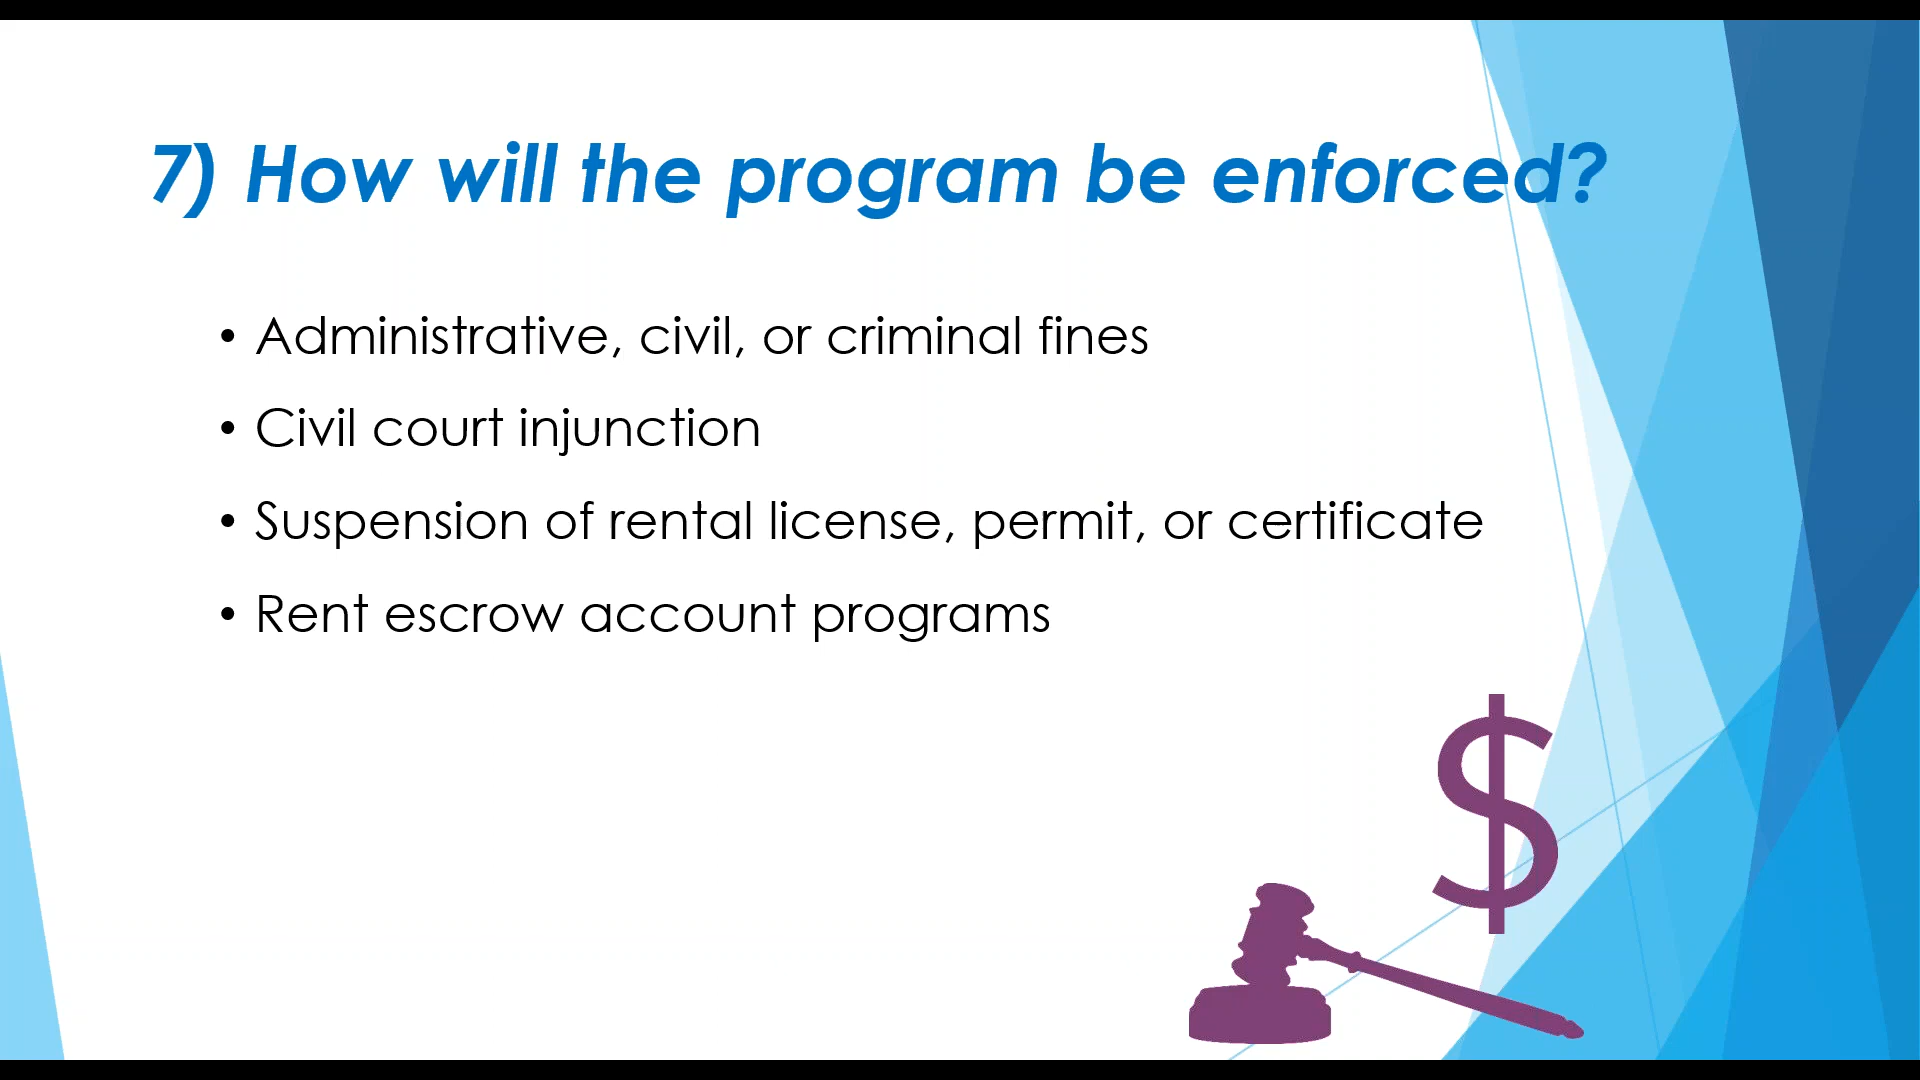 7) How will the program be enforced?
• Administrative, civil, or criminal fines
• Civil court injunction
• Suspension of rental license, permit, or certificate
• Rent escrow account programs
$